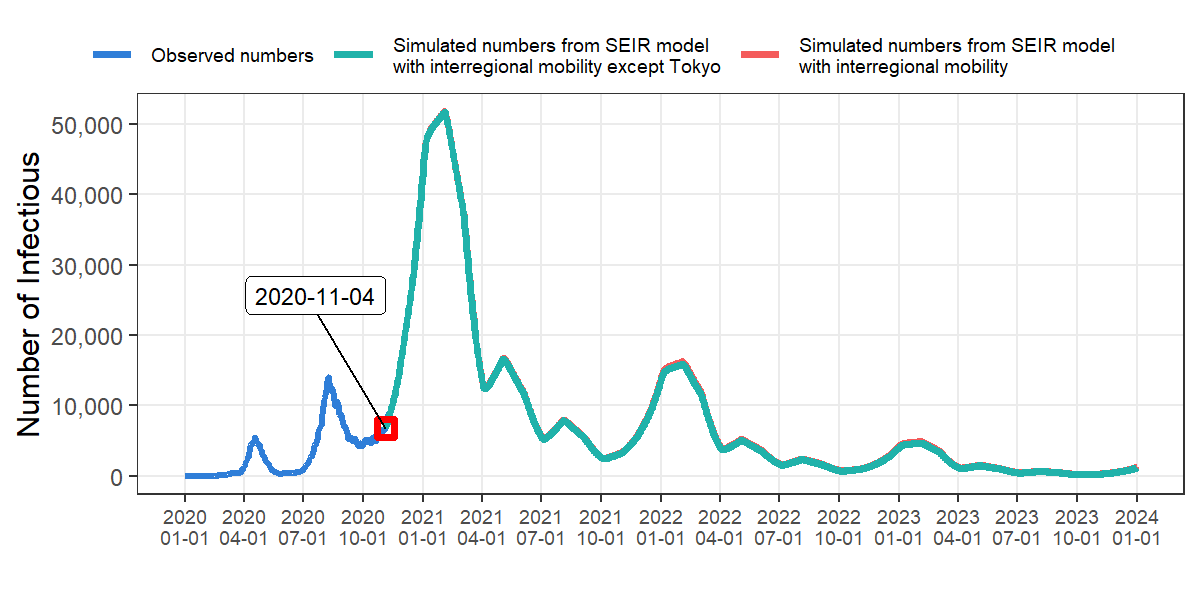 Observed numbers
Simulated numbers from SEIR model
with interregional mobility except Tokyo
Simulated numbers from SEIR model
with interregional mobility
Number of Infectious
50,000
40,000
30,000
20,000
10,000
0
2020-11-04
2020 2020 2020 2020 2021 2021 2021 2021 2022 2022 2022 2022 2023 2023 2023 2023 2024
01-01 04-01 07-01 10-01 01-01 04-01 07-01 10-01 01-01 04-01 07-01 10-01 01-01 04-01 07-01 10-01 01-01